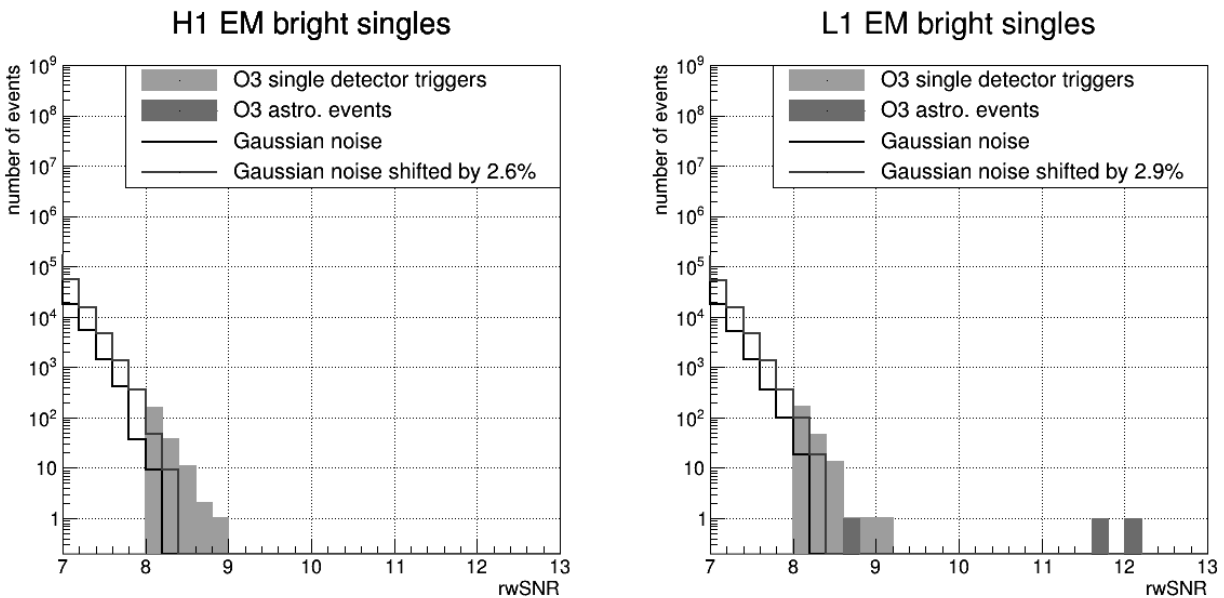 H1 EM bright singles
number of events
10⁹
10⁸
10⁷
10⁶
10⁵
10⁴
10³
10²
10
1
O3 single detector triggers
O3 astro. events
Gaussian noise
Gaussian noise shifted by 2.6%
7 8 9 10 11 12 13
rwSNR
L1 EM bright singles
number of events
10⁹
10⁸
10⁷
10⁶
10⁵
10⁴
10³
10²
10
1
O3 single detector triggers
O3 astro. events
Gaussian noise
Gaussian noise shifted by 2.9%
7 8 9 10 11 12 13
rwSNR